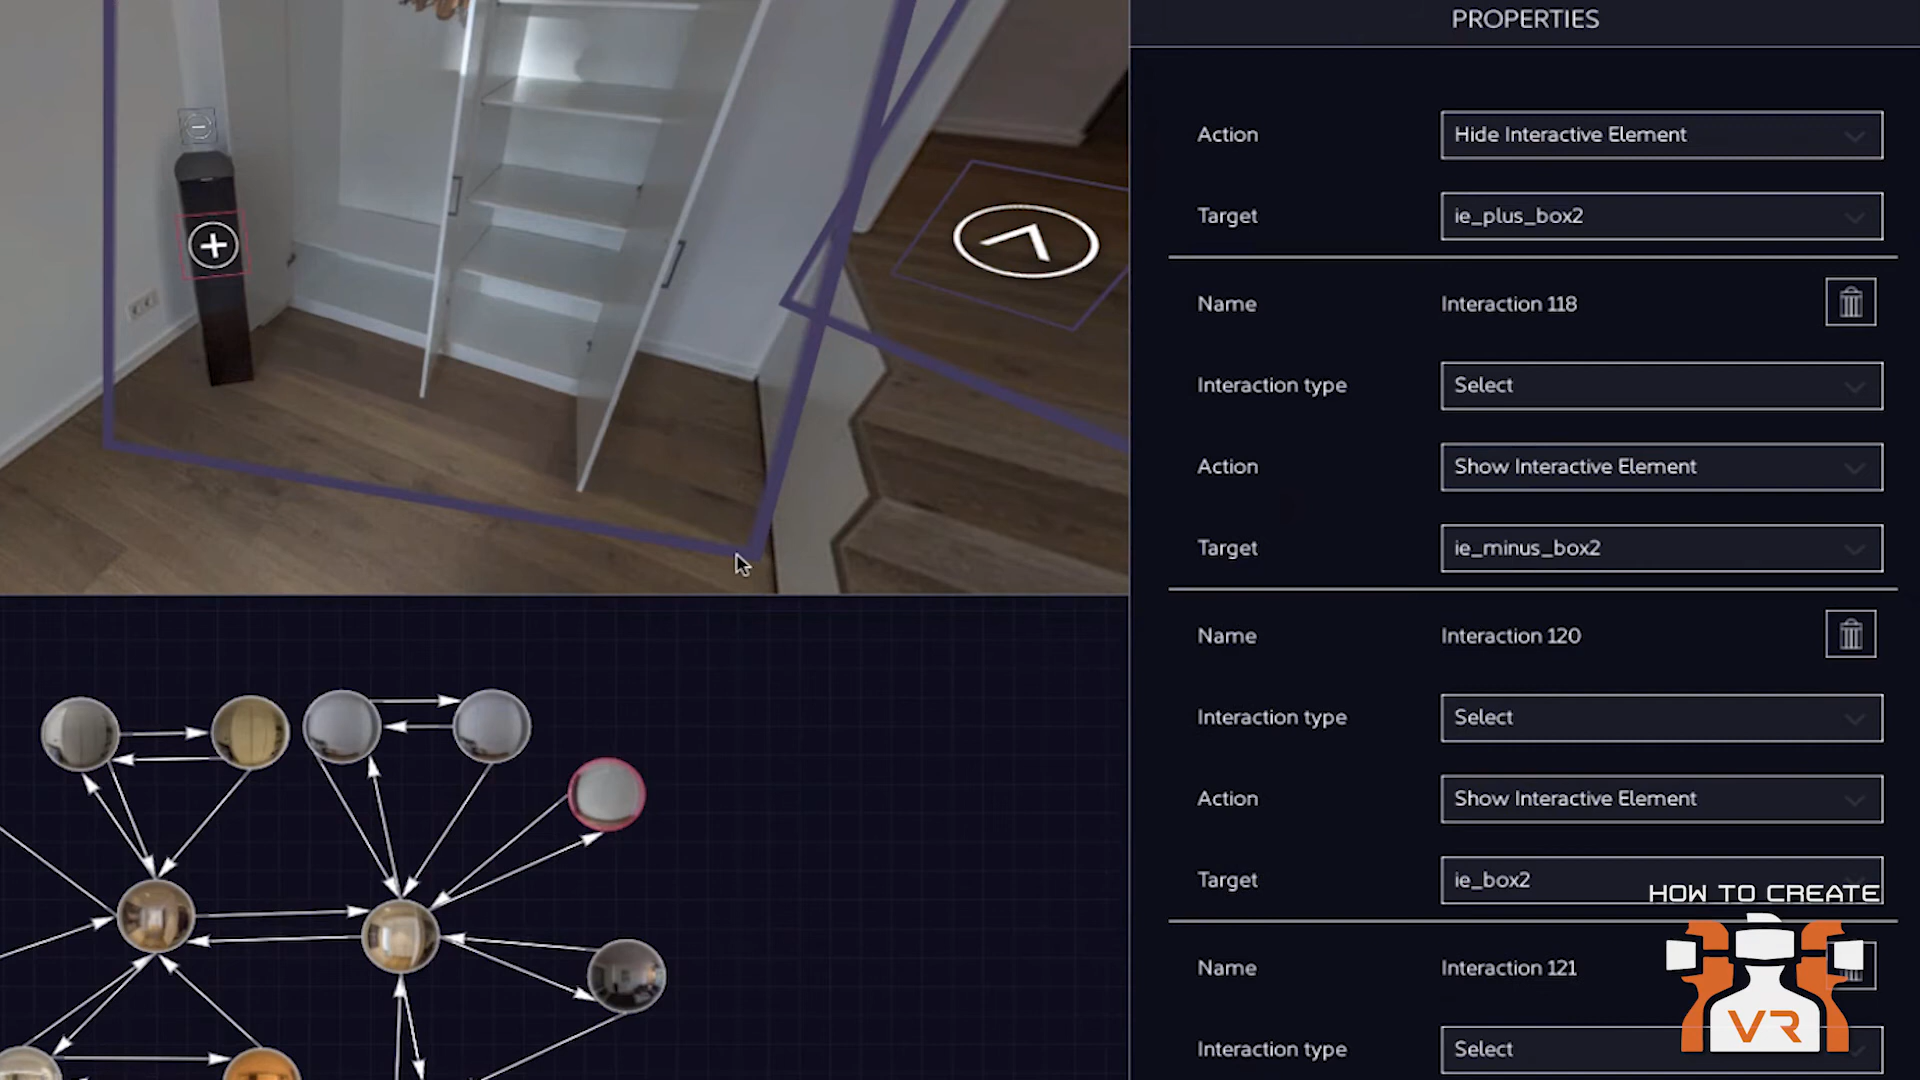 PROPERTIES
Action Hide Interactive Element
Target ie_plus_box2
Name Interaction 118
Interaction type Select
Action Show Interactive Element
Target ie_minus_box2
Name Interaction 120
Interaction type Select
Action Show Interactive Element
Target ie_box2
HOW TO CREATE
Name Interaction 121
VR
Interaction type Select